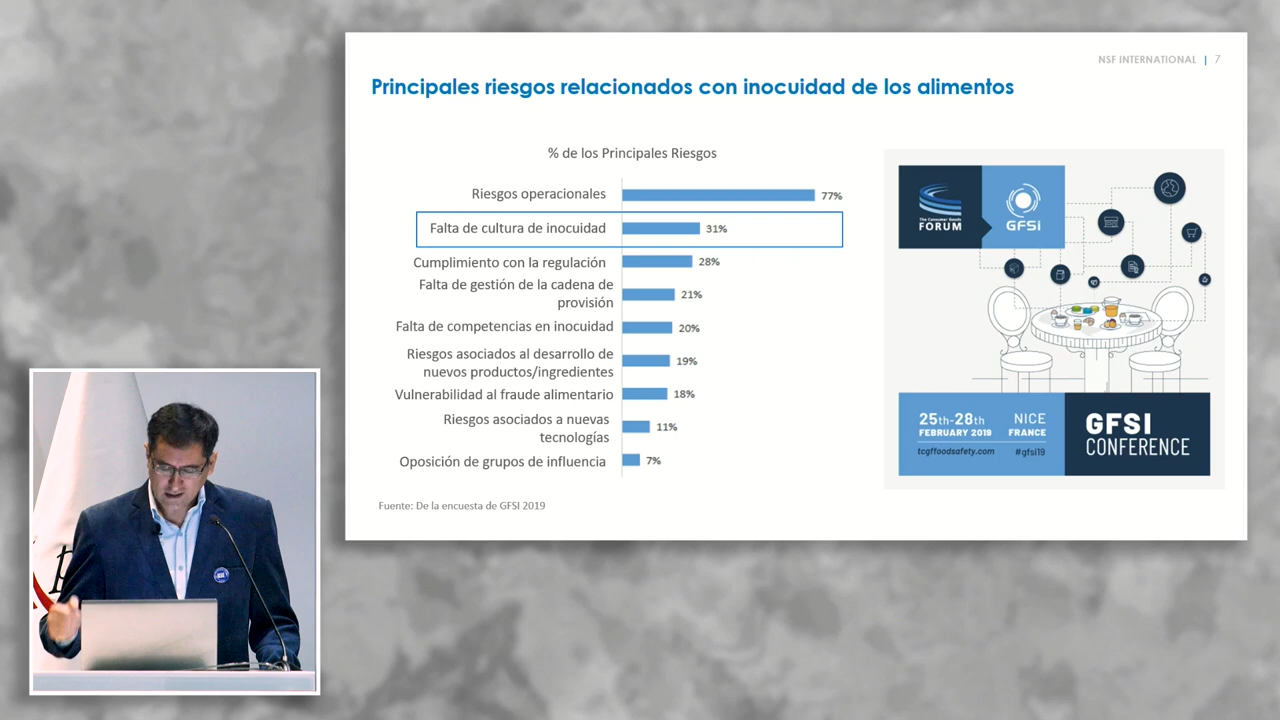 NSF INTERNATIONAL | 7
Principales riesgos relacionados con inocuidad de los alimentos
% de los Principales Riesgos
Riesgos operacionales 77%
Falta de cultura de inocuidad 31%
Cumplimiento con la regulación 28%
Falta de gestión de la cadena de
provisión 21%
Falta de competencias en inocuidad 20%
Riesgos asociados al desarrollo de
nuevos productos/ingredientes 19%
Vulnerabilidad al fraude alimentario 18%
Riesgos asociados a nuevas
tecnologías 11%
Oposición de grupos de influencia 7%
Fuente: De la encuesta de GFSI 2019
The Consumer Goods
FORUM
GFSi
25th-28th
FEBRUARY 2019
NICE
FRANCE
tcgffoodsafety.com
#gfsi19
GFSI
CONFERENCE